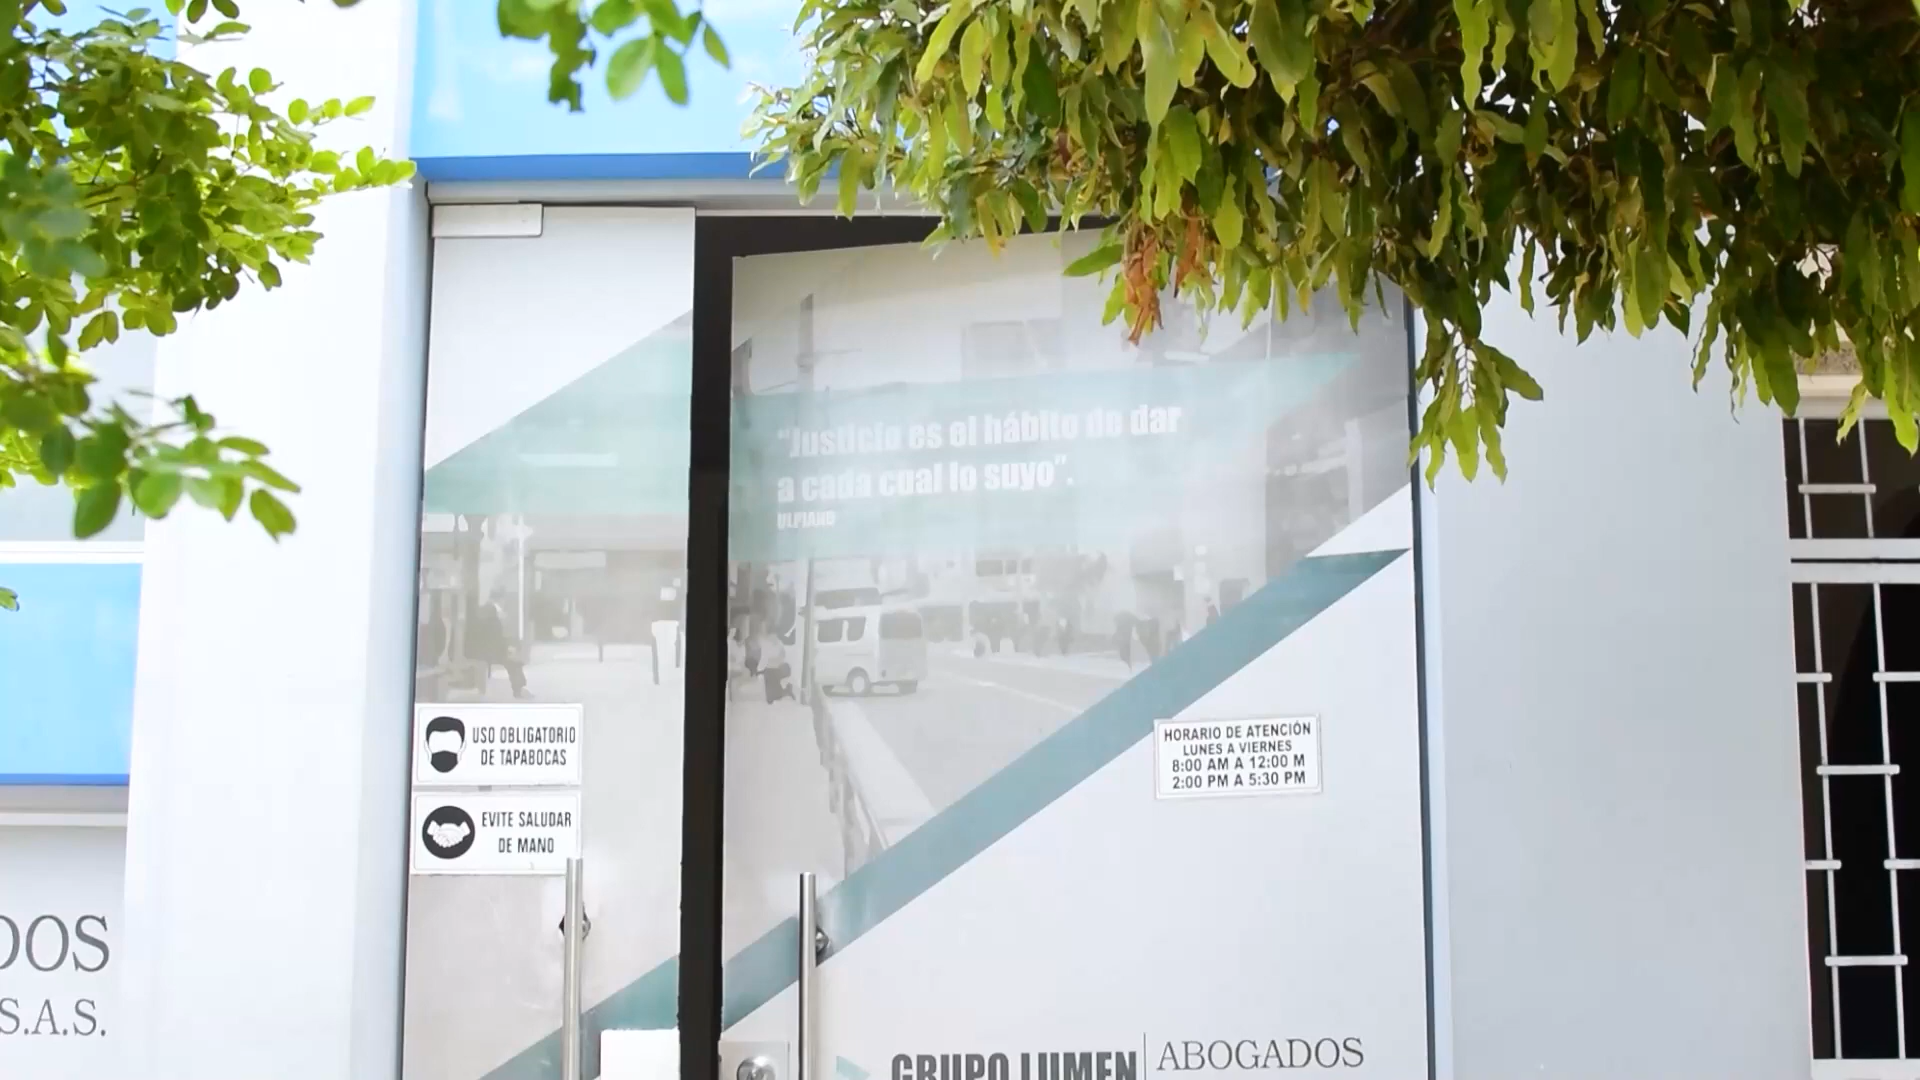 “Justicia es el hábito de dar
a cada cual lo suyo”.
ULPIANO
USO OBLIGATORIO
DE TAPABOCAS
EVITE SALUDAR
DE MANO
HORARIO DE ATENCIÓN
LUNES A VIERNES
8:00 AM A 12:00 M
2:00 PM A 5:30 PM
DOS
S.A.S.
GRUPO LUMEN ABOGADOS